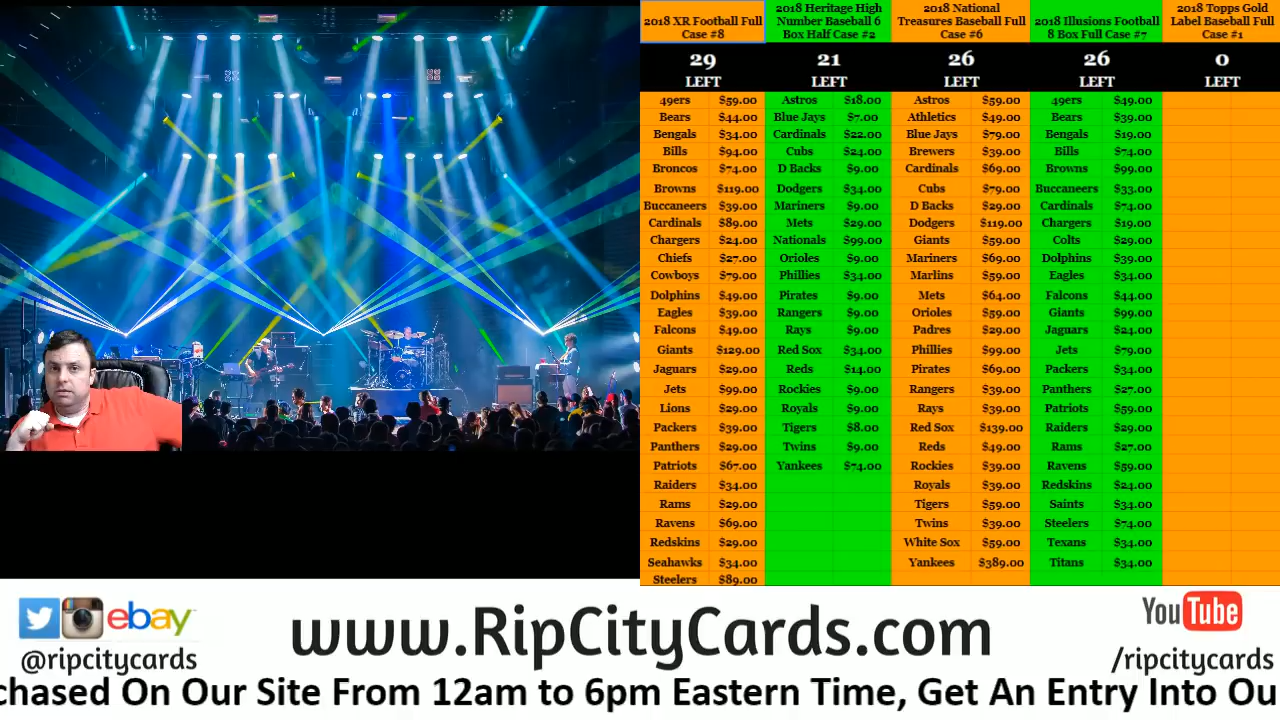 2018 XR Football Full
Case #8
29
LEFT
49ers $59.00
Bears $44.00
Bengals $34.00
Bills $94.00
Broncos $74.00
Browns $119.00
Buccaneers $39.00
Cardinals $89.00
Chargers $24.00
Chiefs $27.00
Cowboys $79.00
Dolphins $49.00
Eagles $39.00
Falcons $49.00
Giants $129.00
Jaguars $29.00
Jets $99.00
Lions $29.00
Packers $39.00
Panthers $29.00
Patriots $67.00
Raiders $34.00
Rams $29.00
Ravens $69.00
Redskins $29.00
Seahawks $34.00
Steelers $89.00
2018 Heritage High
Number Baseball 6
Box Half Case #2
21
LEFT
Astros $18.00
Blue Jays $7.00
Cardinals $22.00
Cubs $24.00
D Backs $9.00
Dodgers $34.00
Mariners $9.00
Mets $29.00
Nationals $99.00
Orioles $9.00
Phillies $34.00
Pirates $9.00
Rangers $9.00
Rays $9.00
Red Sox $34.00
Reds $14.00
Rockies $9.00
Royals $9.00
Tigers $8.00
Twins $9.00
Yankees $74.00
2018 National
Treasures Baseball Full
Case #6
26
LEFT
Astros $59.00
Athletics $49.00
Blue Jays $79.00
Brewers $39.00
Cardinals $69.00
Cubs $79.00
D Backs $29.00
Dodgers $119.00
Giants $59.00
Mariners $69.00
Marlins $59.00
Mets $64.00
Orioles $59.00
Padres $29.00
Phillies $99.00
Pirates $69.00
Rangers $39.00
Rays $39.00
Red Sox $139.00
Reds $49.00
Rockies $39.00
Royals $39.00
Tigers $59.00
Twins $39.00
White Sox $59.00
Yankees $389.00
2018 Illusions Football
8 Box Full Case #7
26
LEFT
49ers $49.00
Bears $39.00
Bengals $19.00
Bills $74.00
Browns $99.00
Buccaneers $33.00
Cardinals $74.00
Chargers $19.00
Colts $29.00
Dolphins $39.00
Eagles $34.00
Falcons $44.00
Giants $99.00
Jaguars $24.00
Jets $79.00
Packers $34.00
Panthers $27.00
Patriots $59.00
Raiders $29.00
Rams $27.00
Ravens $59.00
Redskins $24.00
Saints $34.00
Steelers $74.00
Texans $34.00
Titans $34.00
2018 Topps Gold
Label Baseball Full
Case #1
0
LEFT
ebay
@ripcitycards
www.RipCityCards.com
YouTube
/ripcitycards
chased On Our Site From 12am to 6pm Eastern Time, Get An Entry Into Ou